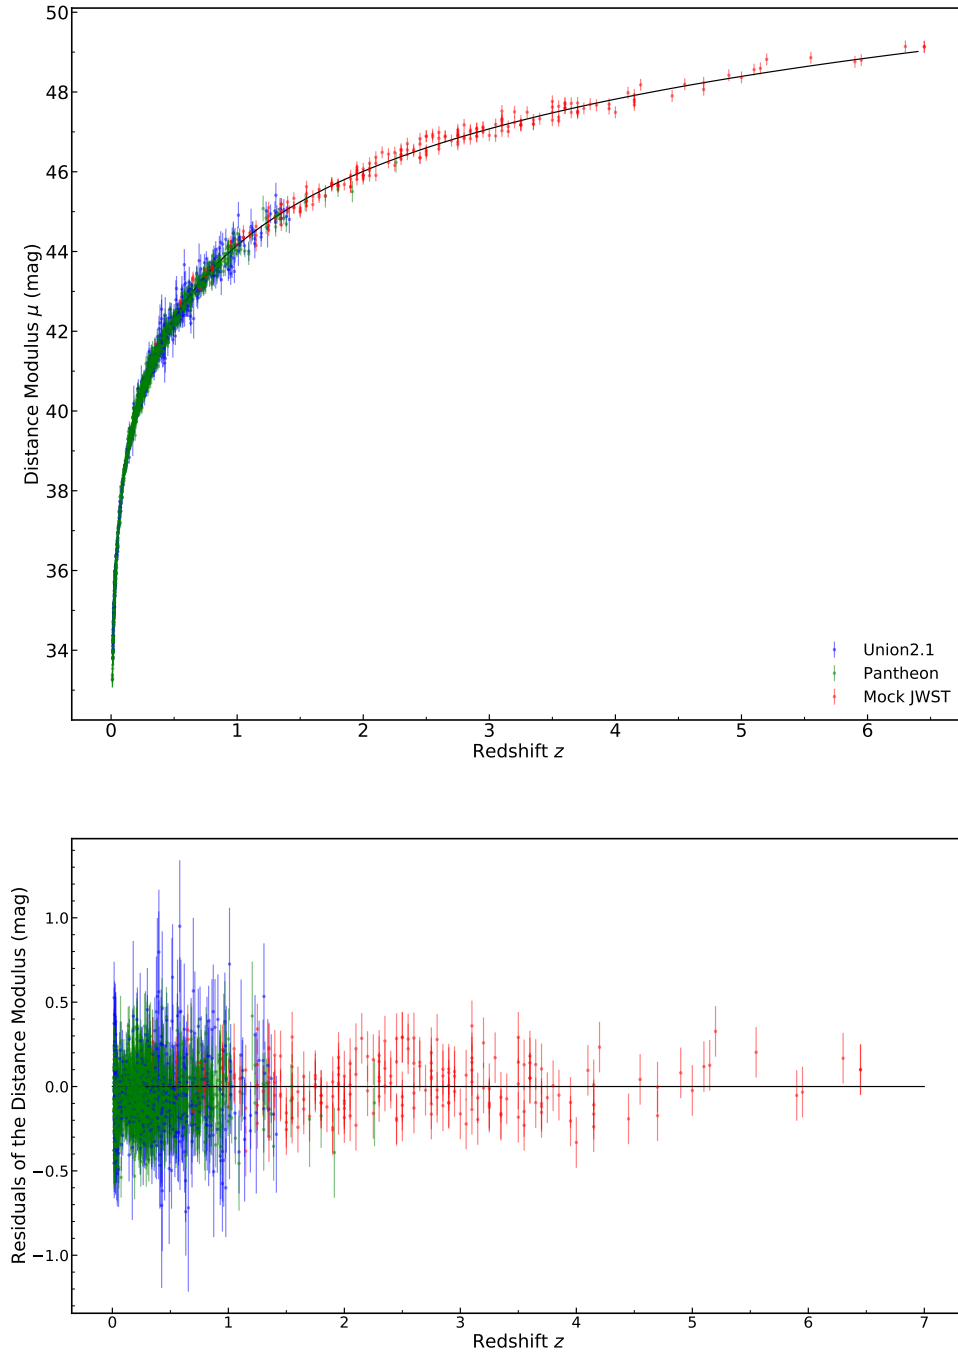 50
48
46
44
42
40
38
36
34
Distance Modulus μ (mag)
Union2.1
Pantheon
Mock JWST
0 1 2 3 4 5 6
Redshift z
1.0
0.5
0.0
−0.5
−1.0
Residuals of the Distance Modulus (mag)
0 1 2 3 4 5 6 7
Redshift z